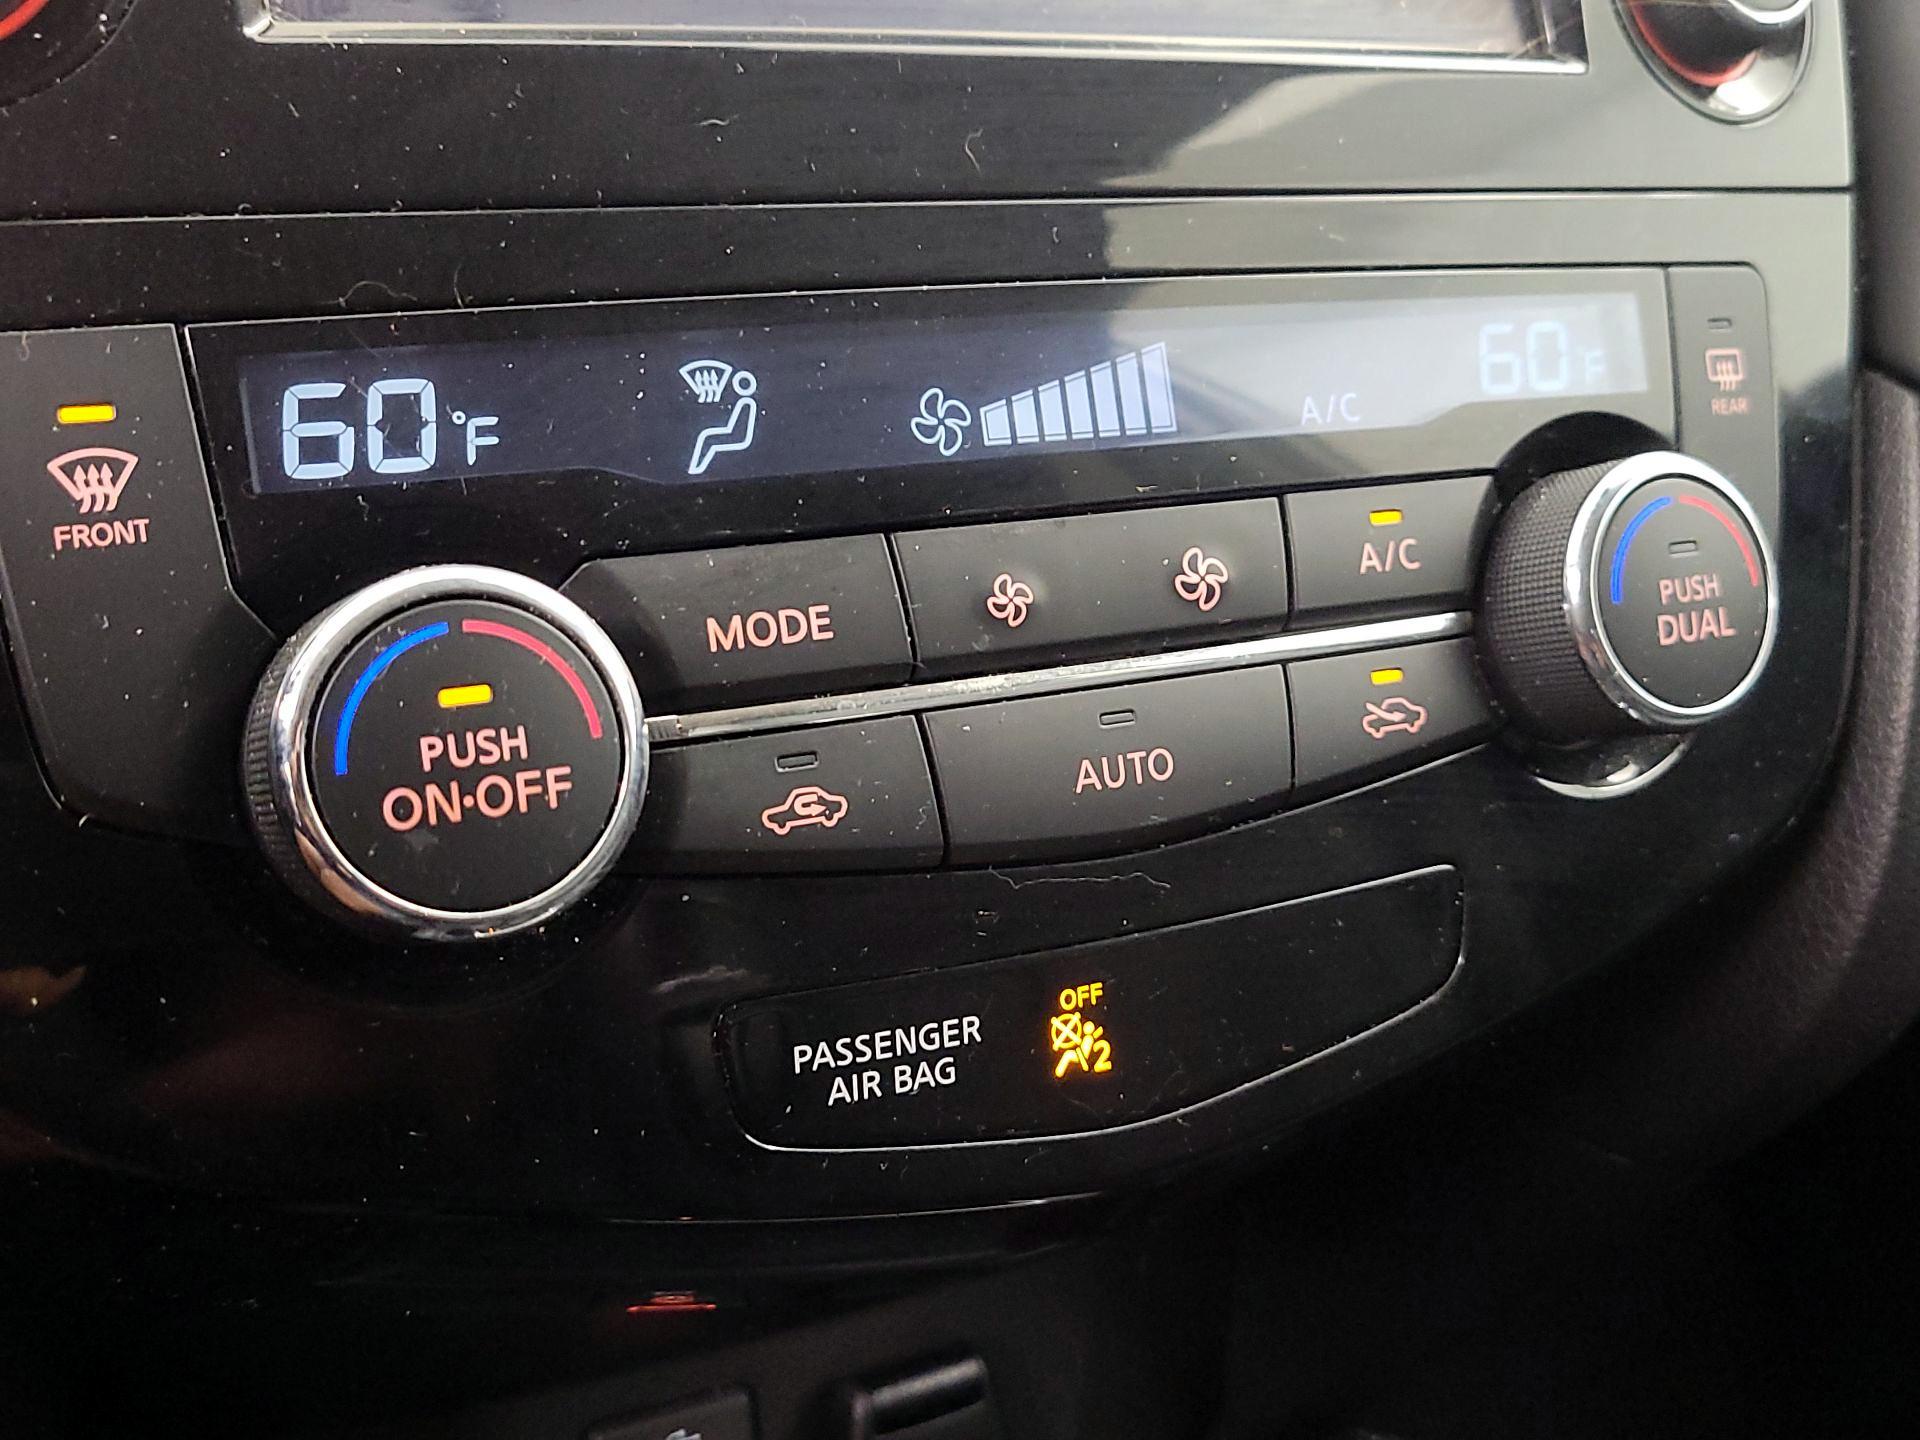 60°F
A/C
60°F
REAR
FRONT
MODE
A/C
PUSH
DUAL
PUSH
ON•OFF
AUTO
PASSENGER
AIR BAG
OFF
2